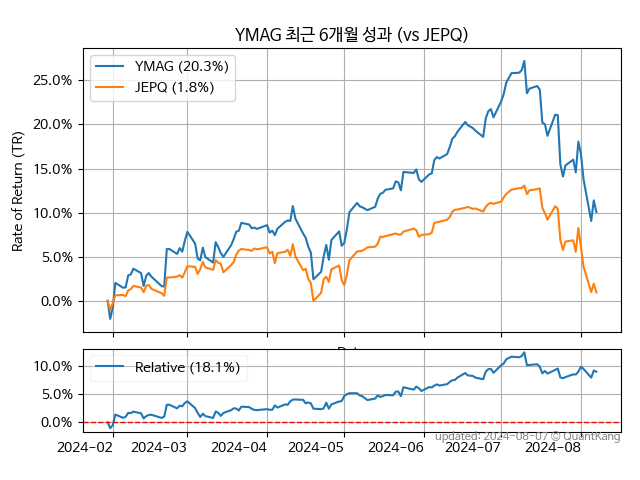 YMAG 최근 6개월 성과 (vs JEPQ)
YMAG (20.3%)
JEPQ (1.8%)
Rate of Return (TR)
25.0%
20.0%
15.0%
10.0%
5.0%
0.0%
Relative (18.1%)
10.0%
5.0%
0.0%
2024-02 2024-03 2024-04 2024-05 2024-06 2024-07 2024-08
updated: 2024-08-07 © QuantKang